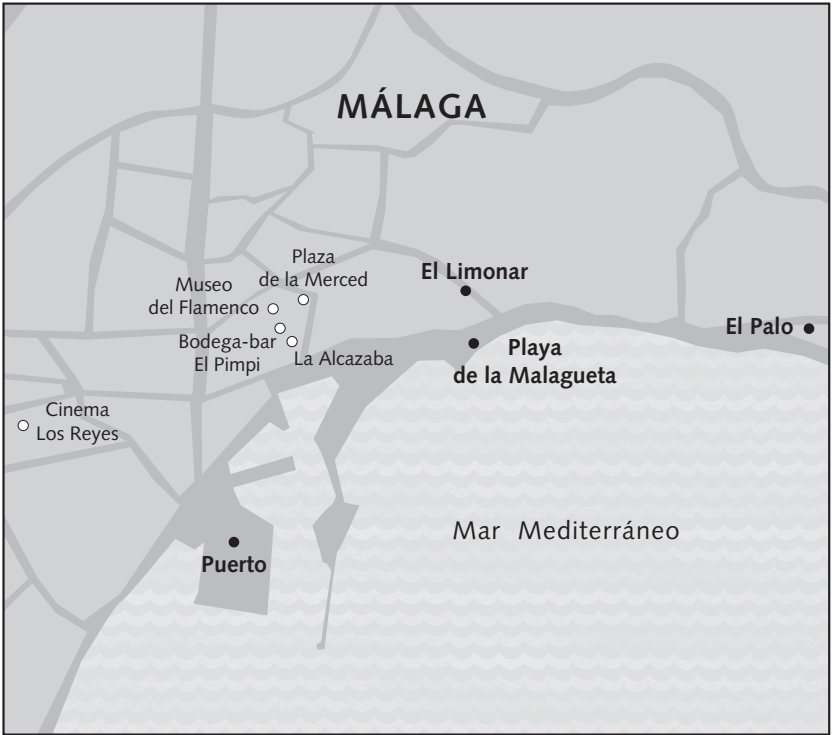 MÁLAGA
Plaza
de la Merced
Museo
del Flamenco
El Limonar
El Palo
Bodega-bar
El Pimpi
La Alcazaba
Playa
de la Malagueta
Cinema
Los Reyes
Mar Mediterráneo
Puerto